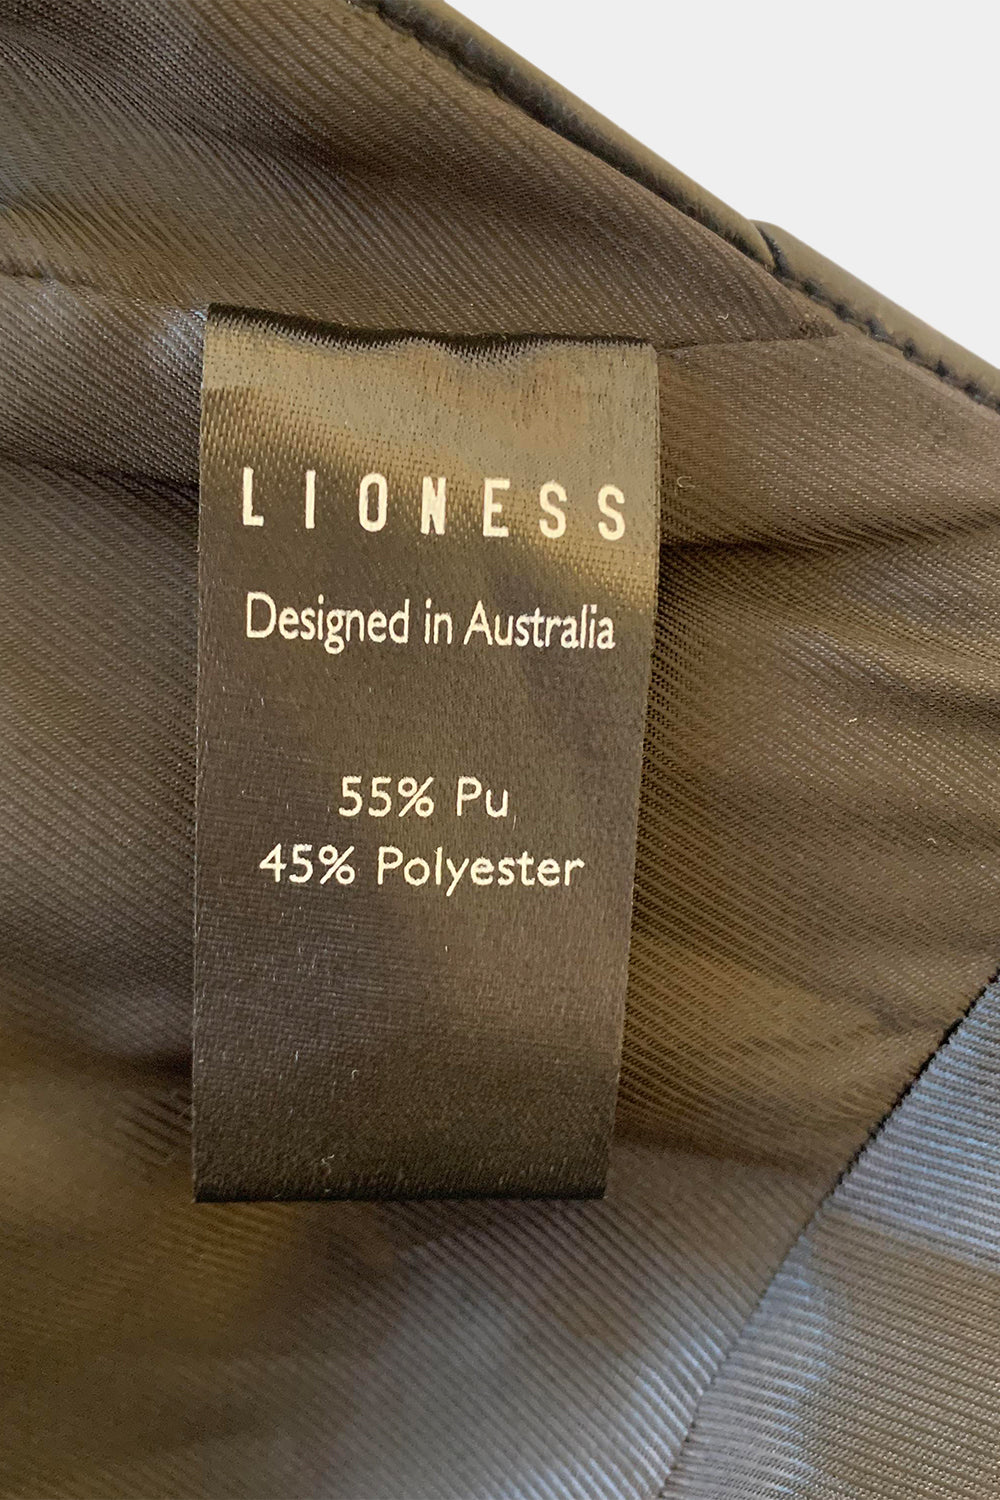 LIONESS
Designed in Australia
55% Pu
45% Polyester